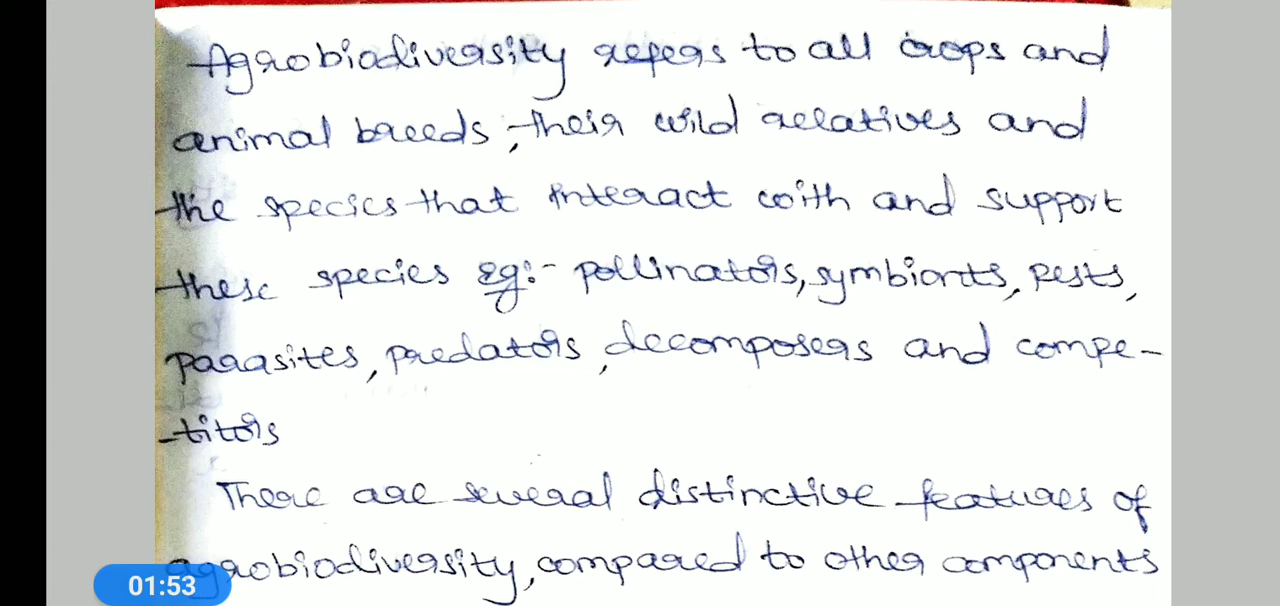 Agrobiodiversity refers to all crops and
animal breeds, their wild relatives and
the species that interact with and support
these species eg:- pollinators, symbionts, pests,
parasites, predators, decomposers and compe-
-titors
There are several distinctive features of
agrobiodiversity, compared to other components
01:53